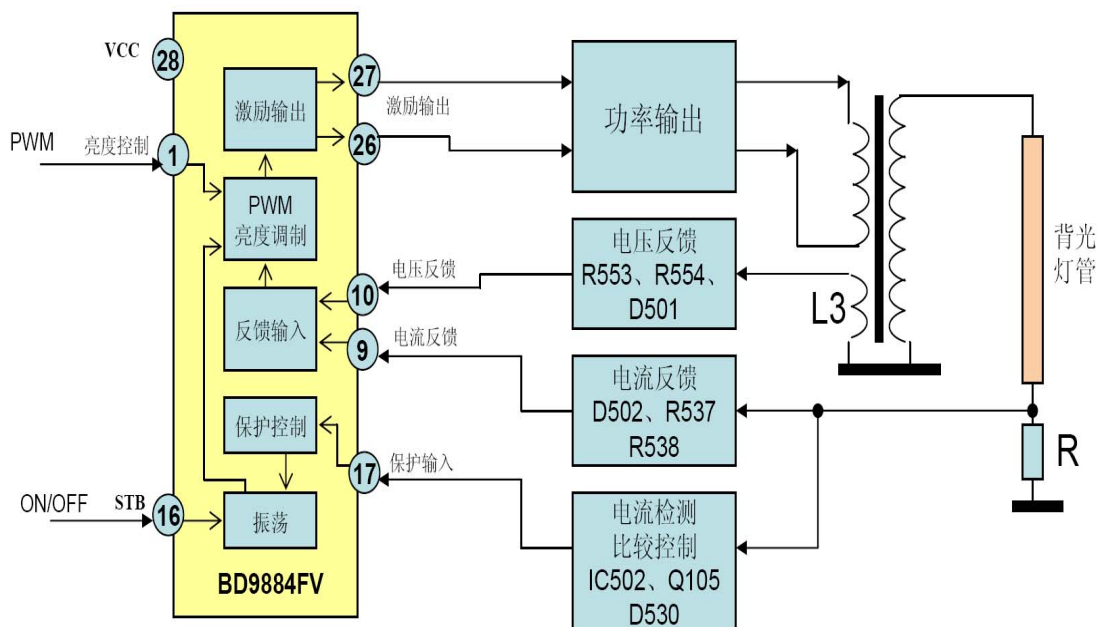 VCC
28
27
激励输出
激励输出
26
功率输出
PWM
亮度控制
1
PWM
亮度调制
电压反馈
10
电压反馈
R553、R554、
D501
L3
背光
灯管
反馈输入
9
电流反馈
电流反馈
D502、R537
R538
保护控制
17
保护输入
R
ON/OFF
STB
16
振荡
电流检测
比较控制
IC502、Q105
D530
BD9884FV